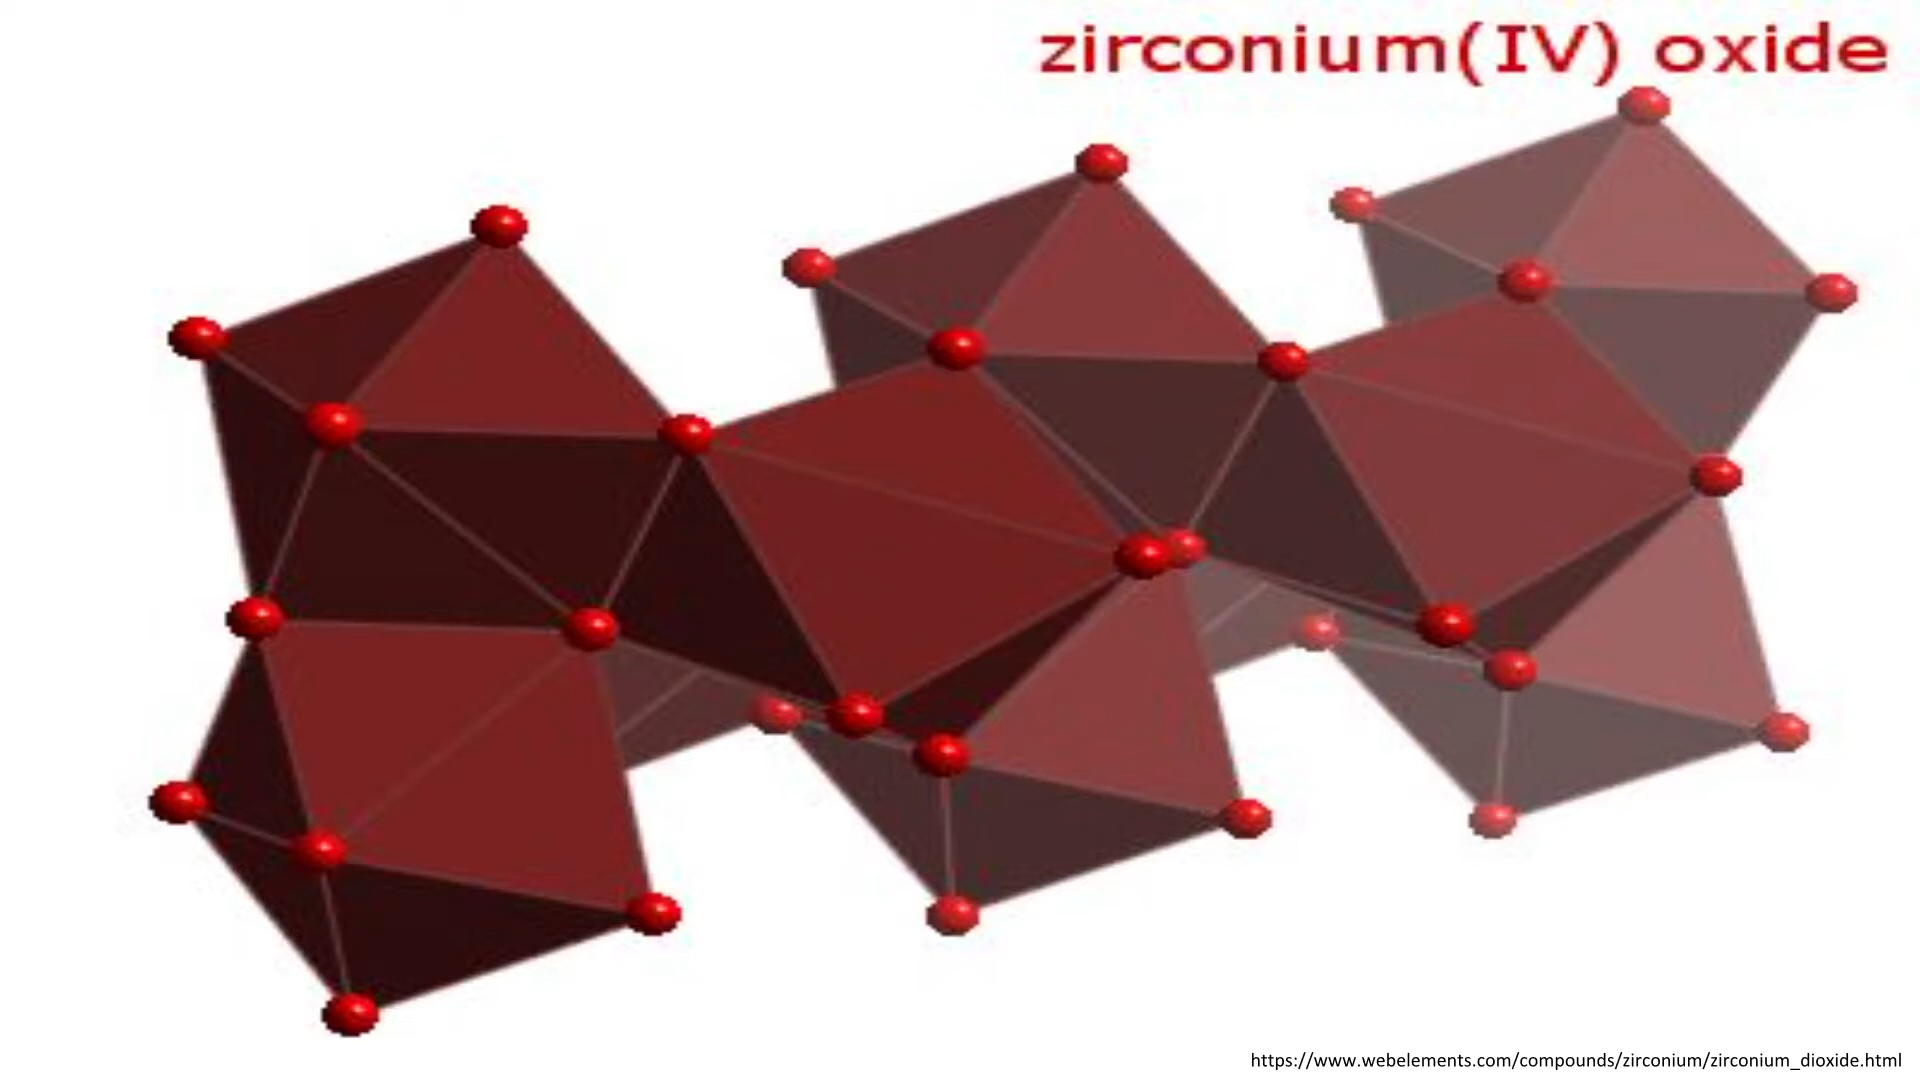 zirconium(IV) oxide
https://www.webelements.com/compounds/zirconium/zirconium_dioxide.html